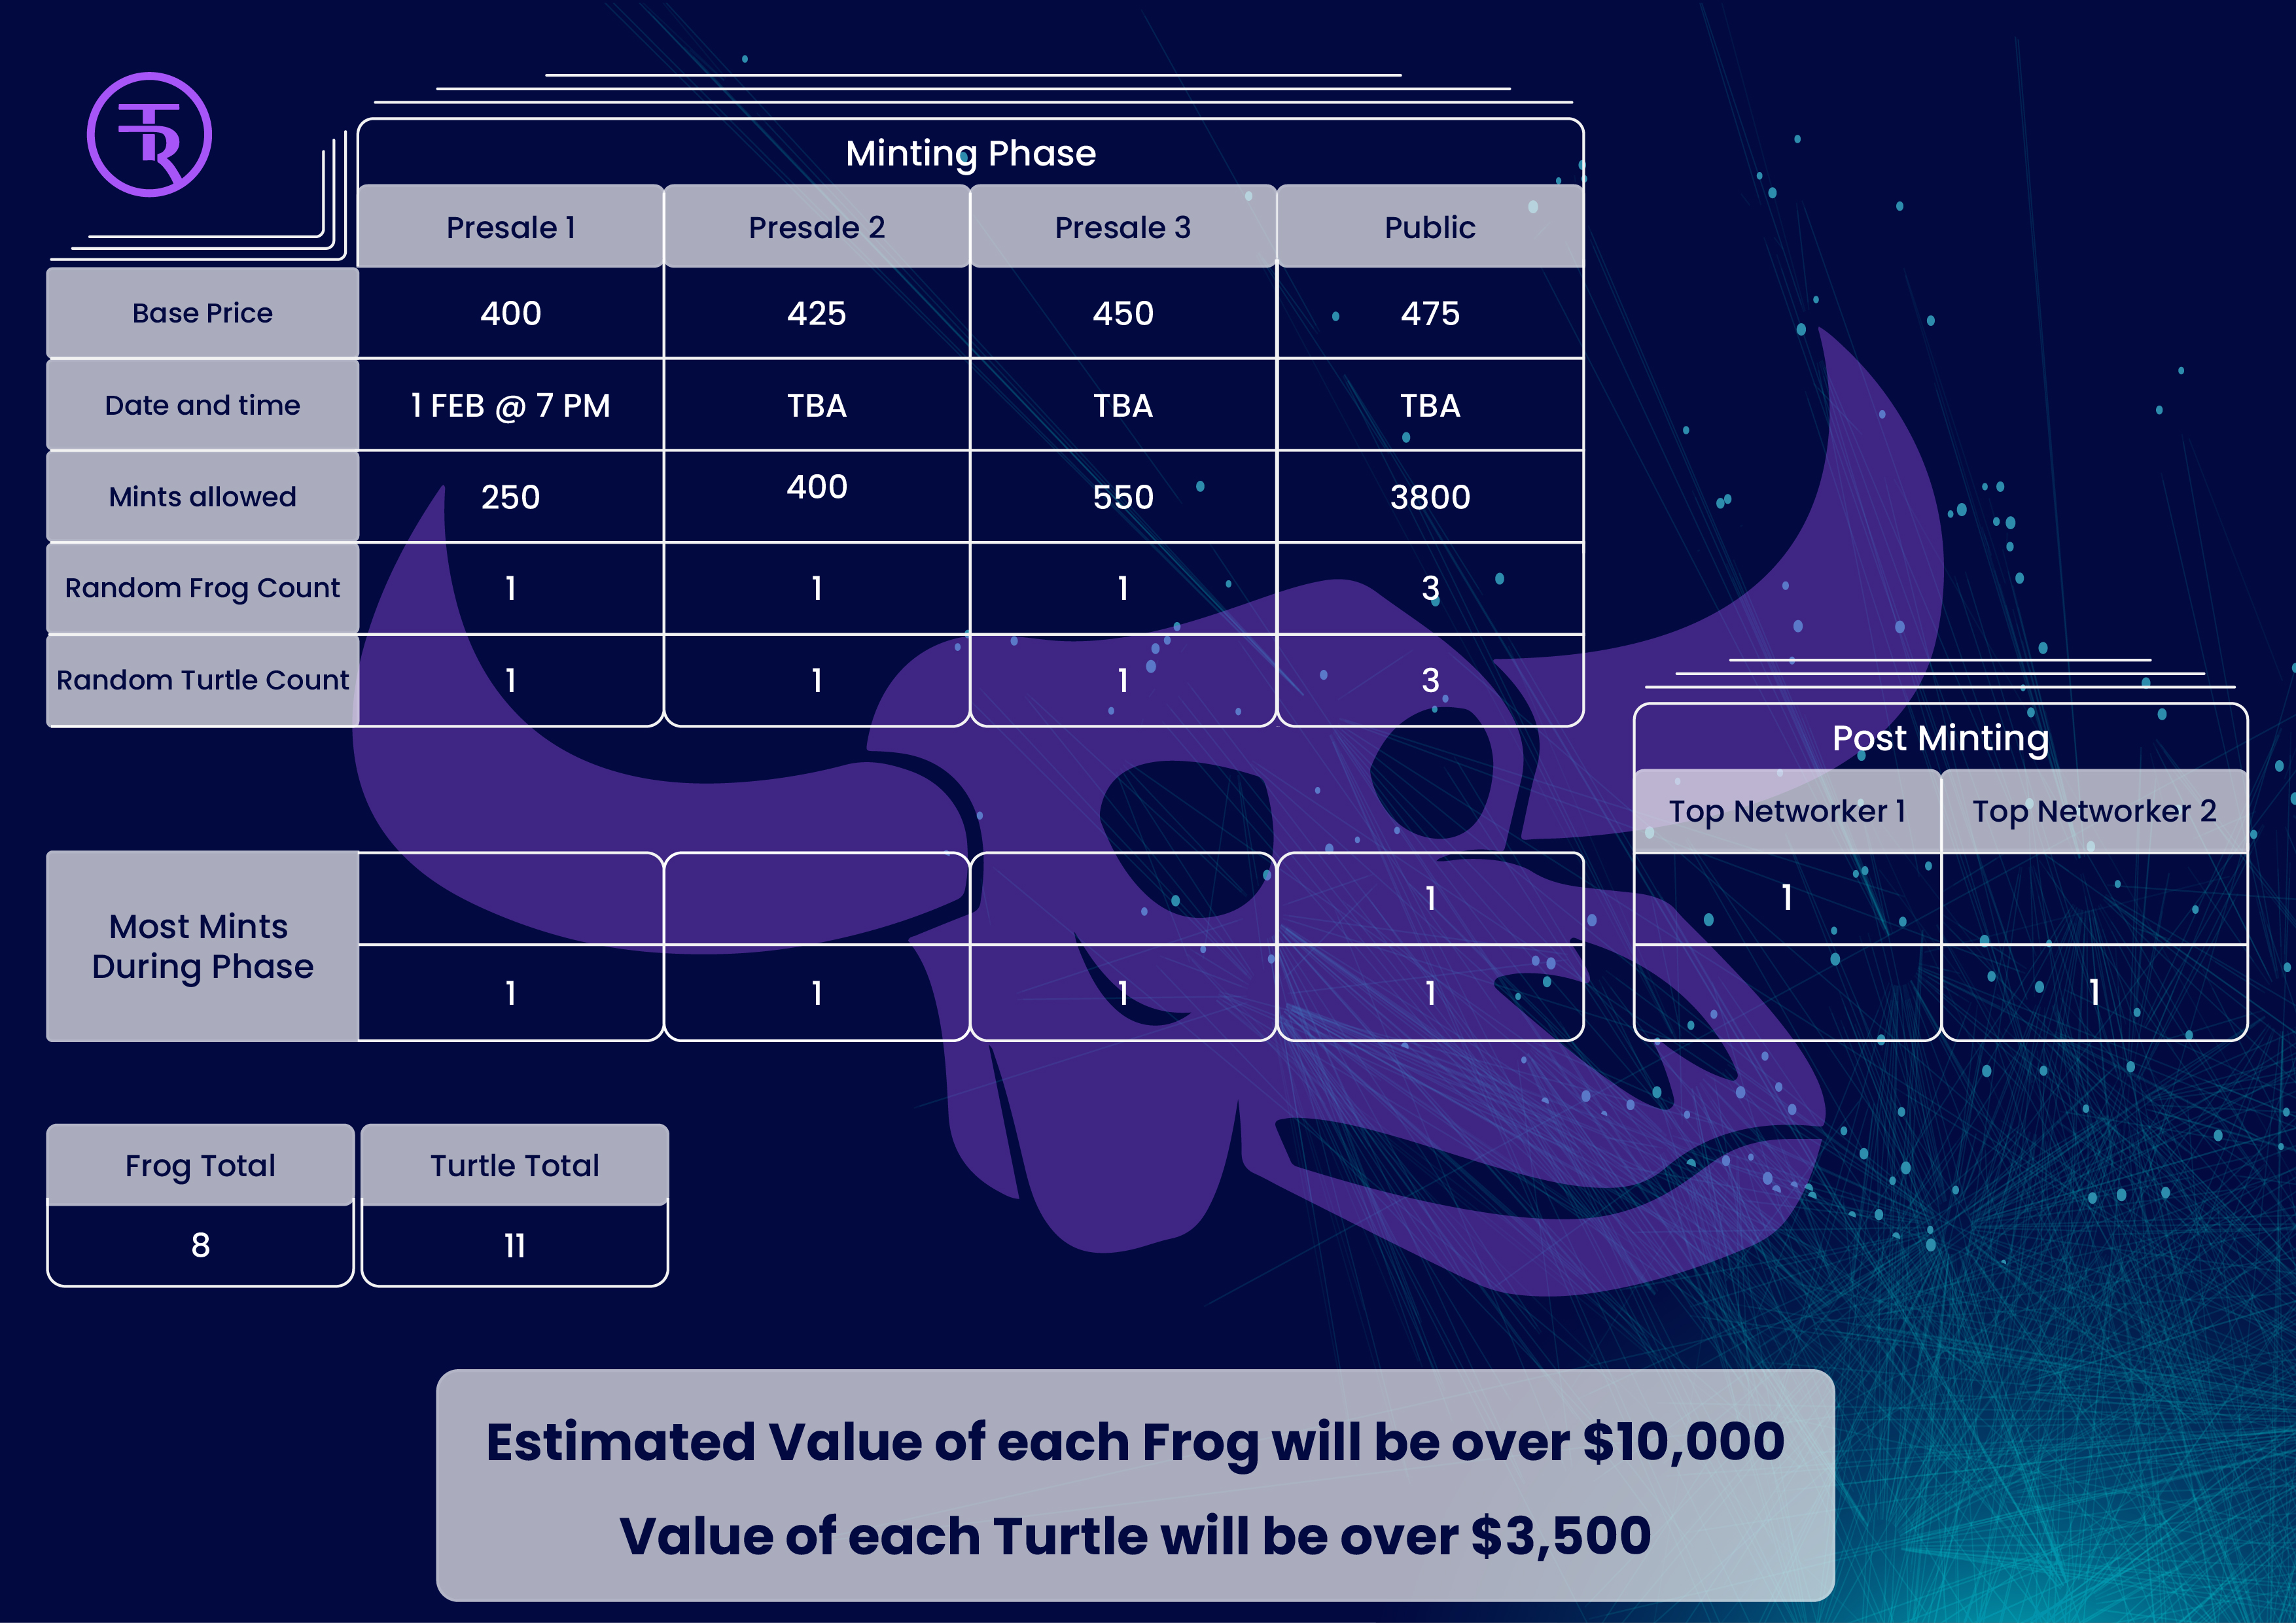 TR
Minting Phase
Presale 1 Presale 2 Presale 3 Public
Base Price 400 425 450 475
Date and time 1 FEB @ 7 PM TBA TBA TBA
Mints allowed 250 400 550 3800
Random Frog Count 1 1 1 3
Random Turtle Count 1 1 1 3
Post Minting
Top Networker 1 Top Networker 2
Most Mints
During Phase
1 1
1 1 1 1 1
Frog Total Turtle Total
8 11
Estimated Value of each Frog will be over $10,000
Value of each Turtle will be over $3,500